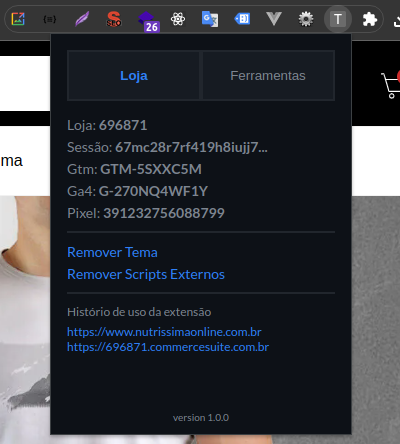 26
T
ma
Loja
Ferramentas
Loja: 696871
Sessão: 67mc28r7rf419h8iujj7...
Gtm: GTM-5SXXC5M
Ga4: G-270NQ4WF1Y
Pixel: 391232756088799
Remover Tema
Remover Scripts Externos
Histório de uso da extensão
https://www.nutrissimaonline.com.br
https://696871.commercesuite.com.br
version 1.0.0